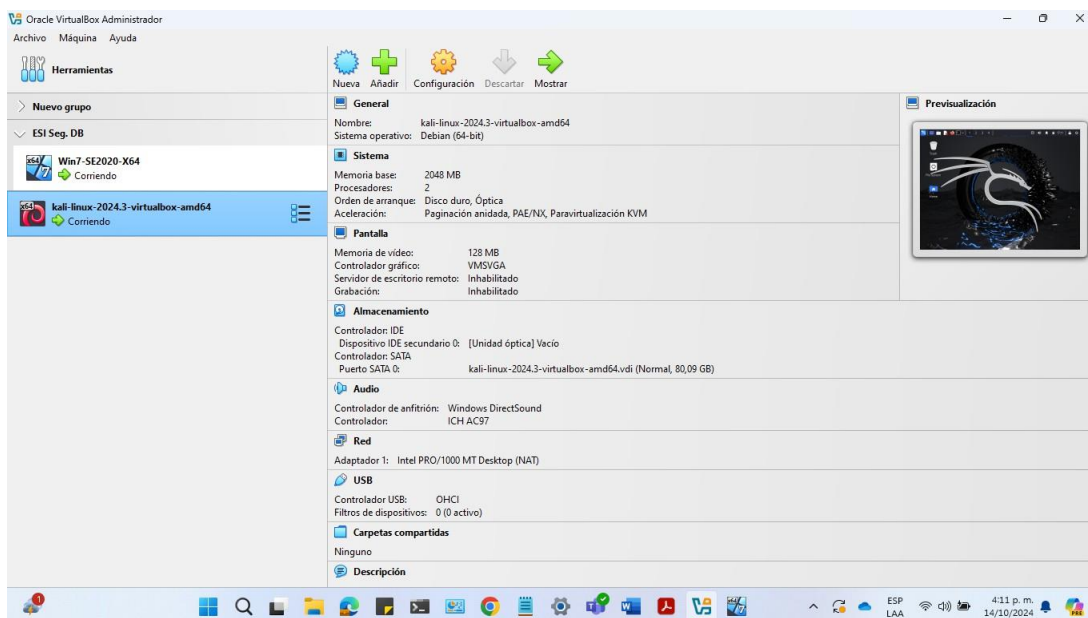 Oracle VirtualBox Administrador
Archivo Máquina Ayuda
Herramientas
Nueva Añadir Configuración Descartar Mostrar
Nuevo grupo
ESI Seg. DB
Win7-SE2020-X64
Corriendo
kali-linux-2024.3-virtualbox-amd64
Corriendo
General
Nombre: kali-linux-2024.3-virtualbox-amd64
Sistema operativo: Debian (64-bit)
Sistema
Memoria base: 2048 MB
Procesadores: 2
Orden de arranque: Disco duro, Óptica
Aceleración: Paginación anidada, PAE/NX, Paravirtualización KVM
Pantalla
Memoria de vídeo: 128 MB
Controlador gráfico: VMSVGA
Servidor de escritorio remoto: Inhabilitado
Grabación: Inhabilitado
Almacenamiento
Controlador: IDE
Dispositivo IDE secundario 0: [Unidad óptica] Vacío
Controlador: SATA
Puerto SATA 0: kali-linux-2024.3-virtualbox-amd64.vdi (Normal, 80,09 GB)
Audio
Controlador de anfitrión: Windows DirectSound
Controlador: ICH AC97
Red
Adaptador 1: Intel PRO/1000 MT Desktop (NAT)
USB
Controlador USB: OHCI
Filtros de dispositivos: 0 (0 activo)
Carpetas compartidas
Ninguno
Descripción
Previsualización
ESP
LAA
4:11 p. m.
14/10/2024